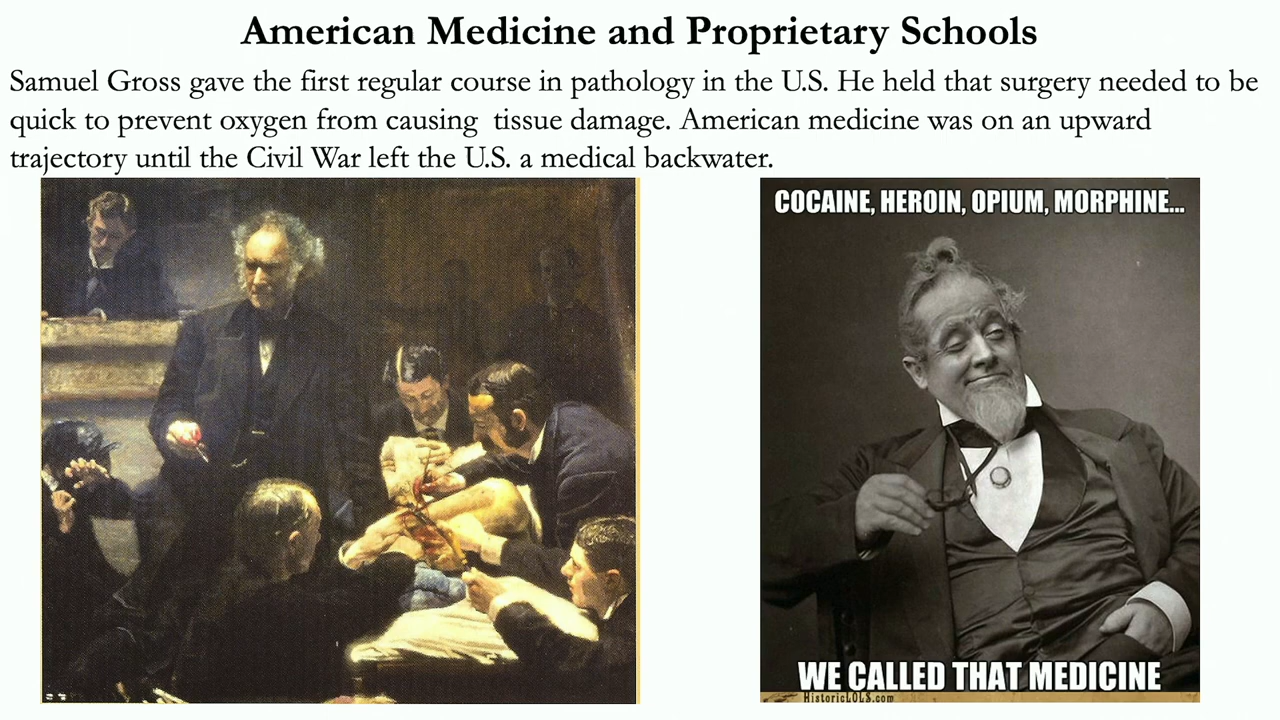 American Medicine and Proprietary Schools
Samuel Gross gave the first regular course in pathology in the U.S. He held that surgery needed to be
quick to prevent oxygen from causing tissue damage. American medicine was on an upward
trajectory until the Civil War left the U.S. a medical backwater.
COCAINE, HEROIN, OPIUM, MORPHINE...
WE CALLED THAT MEDICINE
HistoricLOLS.com